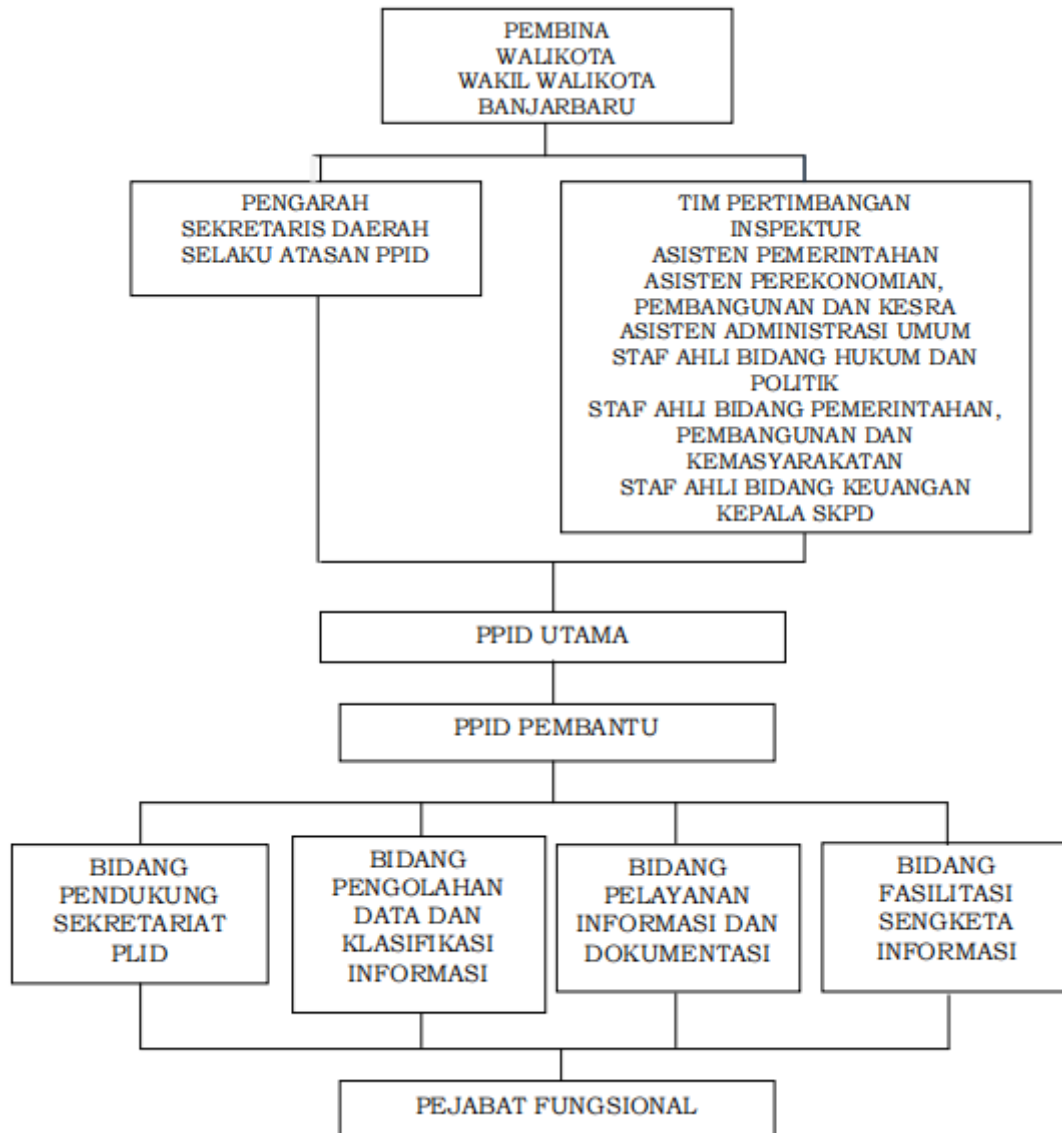 PEMBINA
WALIKOTA
WAKIL WALIKOTA
BANJARBARU
PENGARAH
SEKRETARIS DAERAH
SELAKU ATASAN PPID
TIM PERTIMBANGAN
INSPEKTUR
ASISTEN PEMERINTAHAN
ASISTEN PEREKONOMIAN,
PEMBANGUNAN DAN KESRA
ASISTEN ADMINISTRASI UMUM
STAF AHLI BIDANG HUKUM DAN
POLITIK
STAF AHLI BIDANG PEMERINTAHAN,
PEMBANGUNAN DAN
KEMASYARAKATAN
STAF AHLI BIDANG KEUANGAN
KEPALA SKPD
PPID UTAMA
PPID PEMBANTU
BIDANG
PENDUKUNG
SEKRETARIAT
PLID
BIDANG
PENGOLAHAN
DATA DAN
KLASIFIKASI
INFORMASI
BIDANG
PELAYANAN
INFORMASI DAN
DOKUMENTASI
BIDANG
FASILITASI
SENGKETA
INFORMASI
PEJABAT FUNGSIONAL